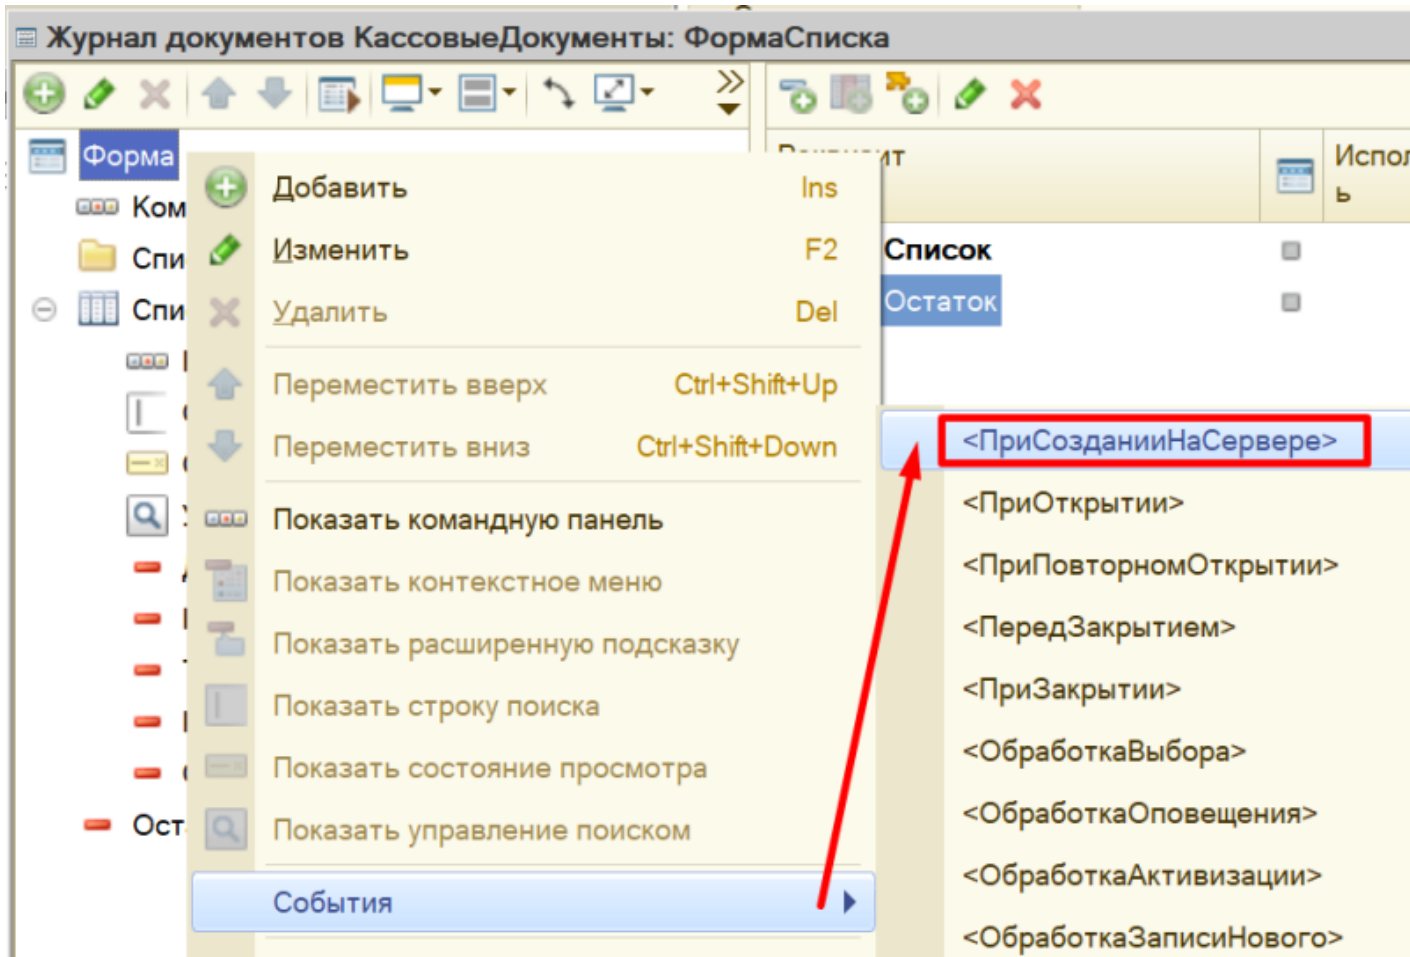 Журнал документов КассовыеДокументы: ФормаСписка
Форма
Ком
Спи
Спи
Ост
Добавить Ins
Изменить F2
Удалить Del
Переместить вверх Ctrl+Shift+Up
Переместить вниз Ctrl+Shift+Down
Показать командную панель
Показать контекстное меню
Показать расширенную подсказку
Показать строку поиска
Показать состояние просмотра
Показать управление поиском
События
Испол
ь
Список
Остаток
<ПриСозданииНаСервере>
<ПриОткрытии>
<ПриПовторномОткрытии>
<ПередЗакрытием>
<ПриЗакрытии>
<ОбработкаВыбора>
<ОбработкаОповещения>
<ОбработкаАктивизации>
<ОбработкаЗаписиНового>